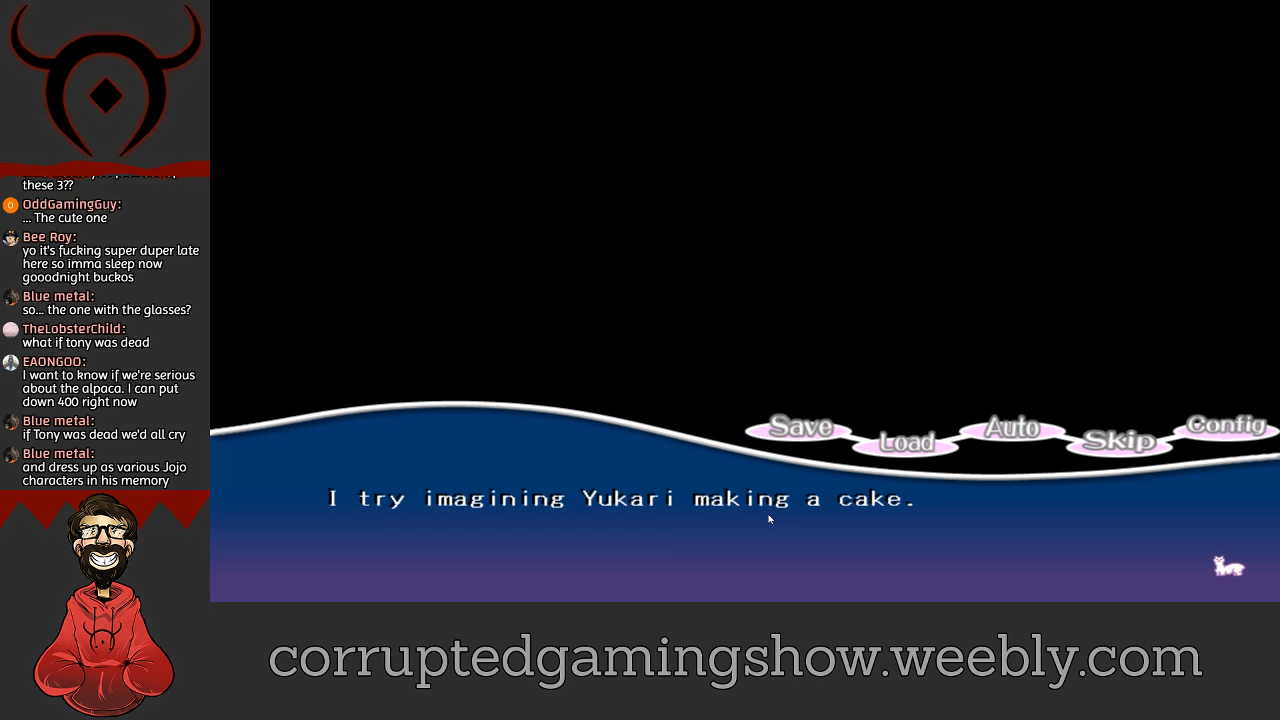 these 3??
OddGamingGuy:
... The cute one
Bee Roy:
yo it's fucking super duper late
here so imma sleep now
gooodnight buckos
Blue metal:
so... the one with the glasses?
TheLobsterChild:
what if tony was dead
EAONGOO:
I want to know if we're serious
about the alpaca. I can put
down 400 right now
Blue metal:
if Tony was dead we'd all cry
Blue metal:
and dress up as various Jojo
characters in his memory
Save
Load
Auto
Skip
Config
I try imagining Yukari making a cake.
corruptedgamingshow.weebly.com